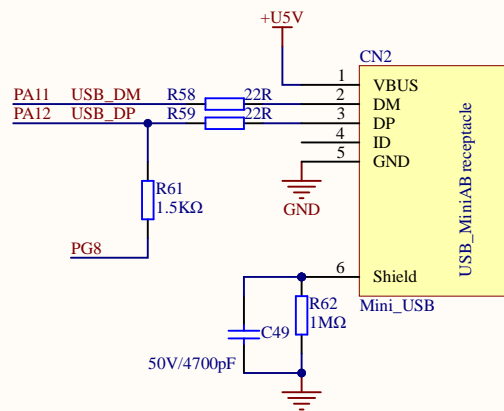 +U5V
CN2
1 VBUS
PA11 USB_DM R58 22R 2 DM
PA12 USB_DP R59 22R 3 DP
4 ID
5 GND
USB_MiniAB receptacle
R61
1.5KΩ
GND
PG8
6 Shield
Mini_USB
R62
1MΩ
C49
50V/4700pF